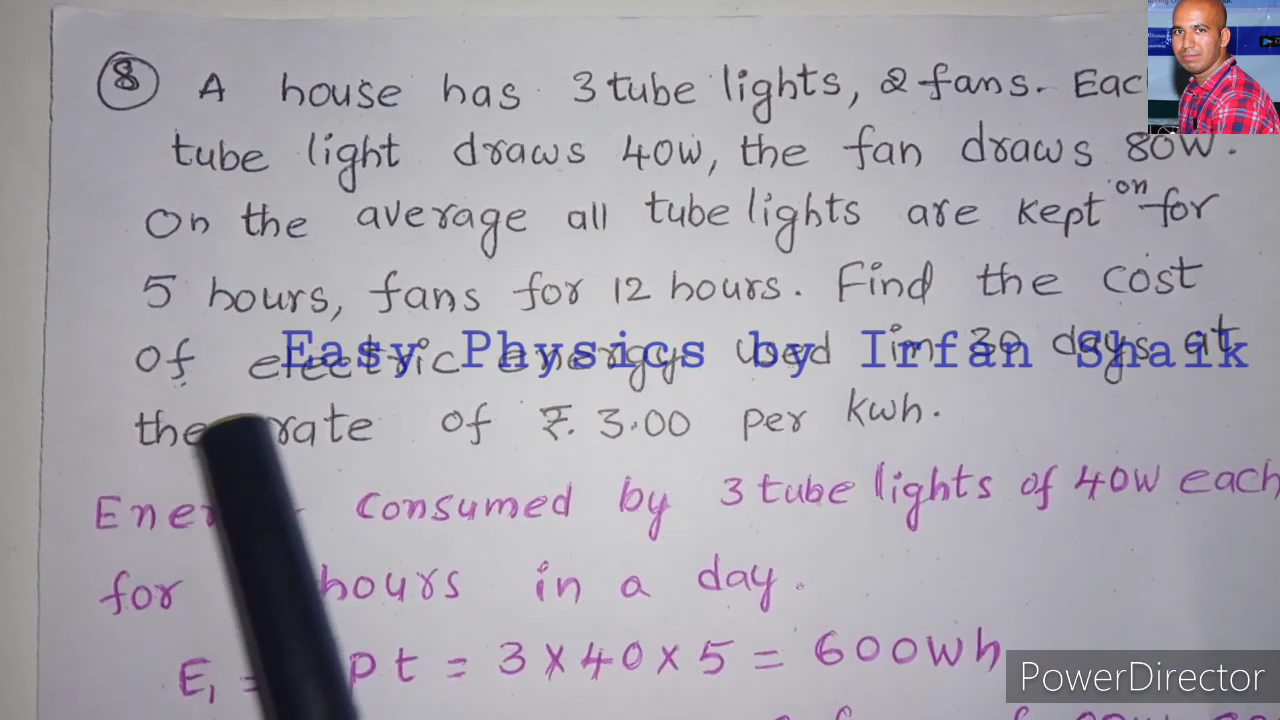 8 A house has 3 tube lights, 2 fans. Each
tube light draws 40W, the fan draws 80W.
On the average all tube lights are kept on for
5 hours, fans for 12 hours. Find the cost
of electric energy used in 30 days at
the rate of ₹. 3.00 per kwh.
Easy Physics by Irfan Shaik
consumed by 3 tube lights of 40W each
for hours in a day.
E₁ = pt = 3 × 40 × 5 = 600wh
PowerDirector